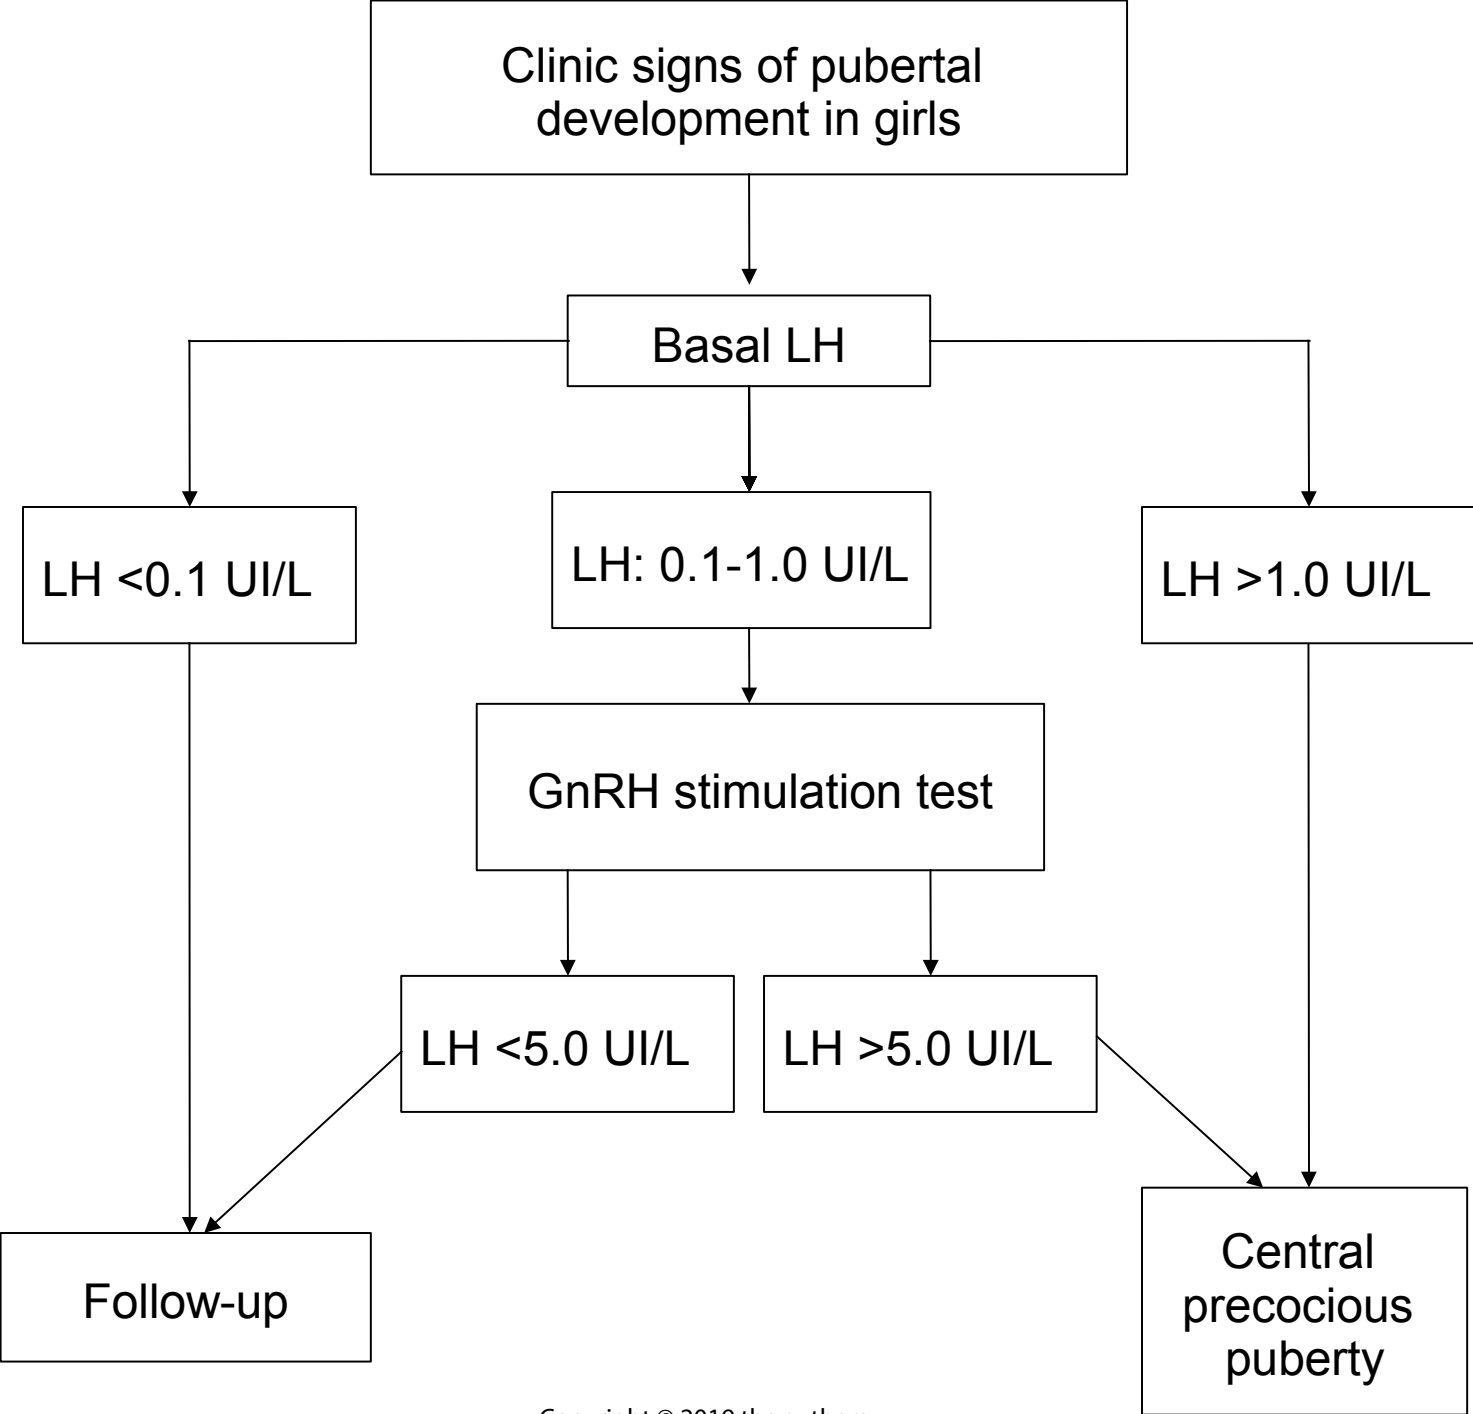 Clinic signs of pubertal
development in girls
Basal LH
LH <0.1 UI/L
LH: 0.1-1.0 UI/L
LH >1.0 UI/L
GnRH stimulation test
LH <5.0 UI/L
LH >5.0 UI/L
Follow-up
Central
precocious
puberty